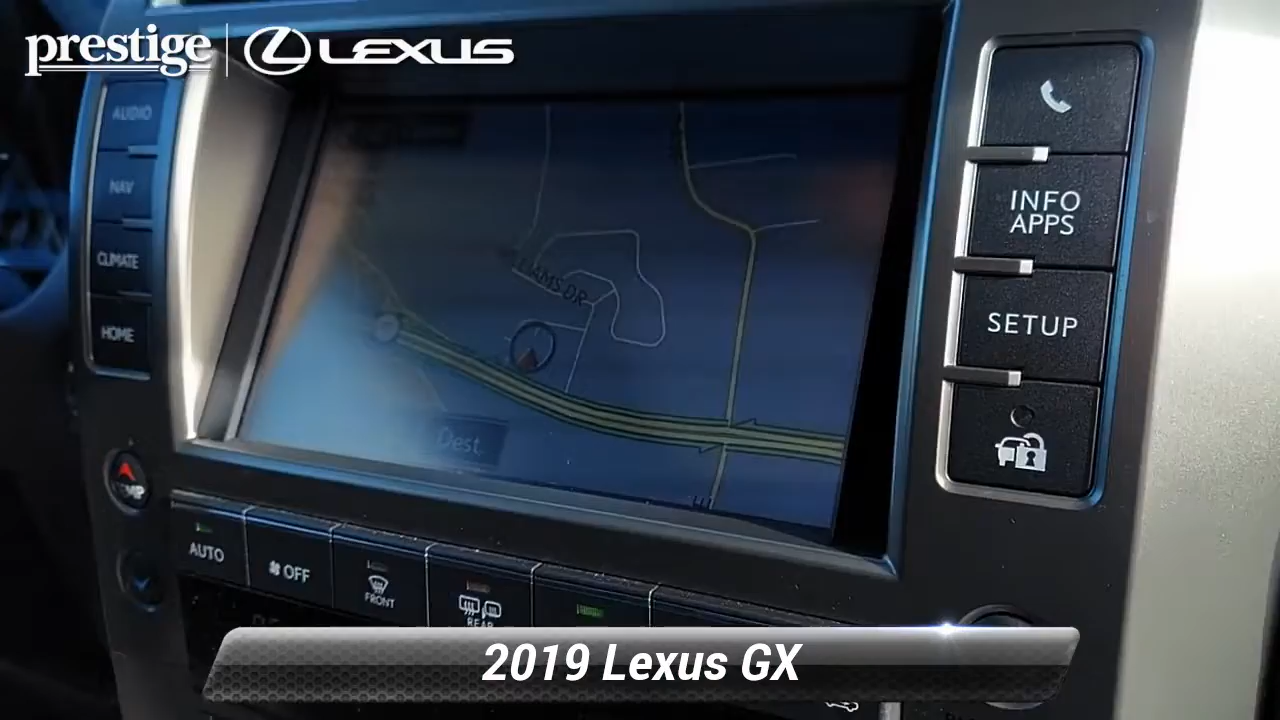 prestige LEXUS
AUDIO
NAV
CLIMATE
HOME
INFO
APPS
SETUP
Dest.
AUTO
OFF
FRONT
REAR
2019 Lexus GX